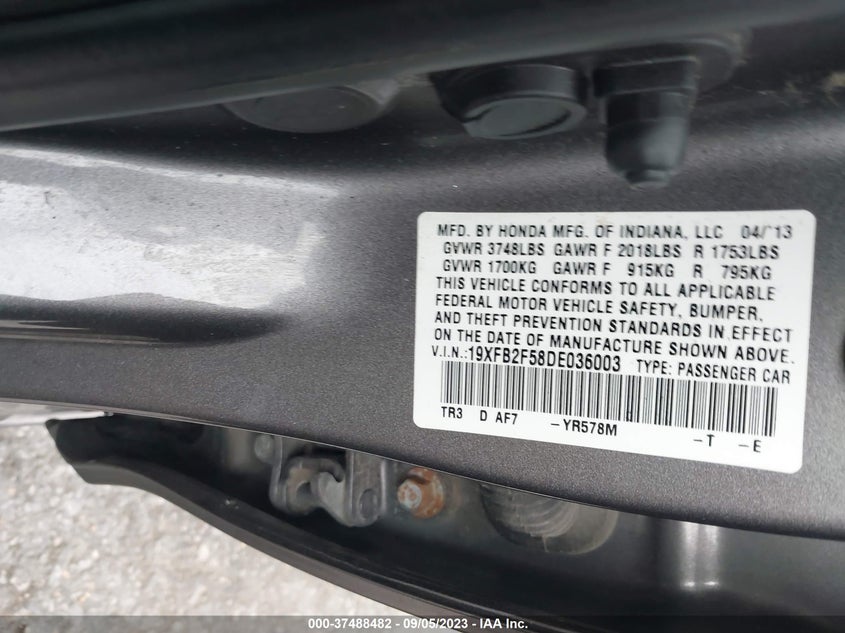 MFD. BY HONDA MFG. OF INDIANA, LLC 04/13
GVWR 3748LBS GAWR F 2018LBS R 1753LBS
GVWR 1700KG GAWR F 915KG R 795KG
THIS VEHICLE CONFORMS TO ALL APPLICABLE
FEDERAL MOTOR VEHICLE SAFETY, BUMPER,
AND THEFT PREVENTION STANDARDS IN EFFECT
ON THE DATE OF MANUFACTURE SHOWN ABOVE.
V.I.N.:19XFB2F58DE036003 TYPE: PASSENGER CAR
TR3 D AF7 -YR578M -T -E
000-37488482 - 09/05/2023 - IAA, LLC